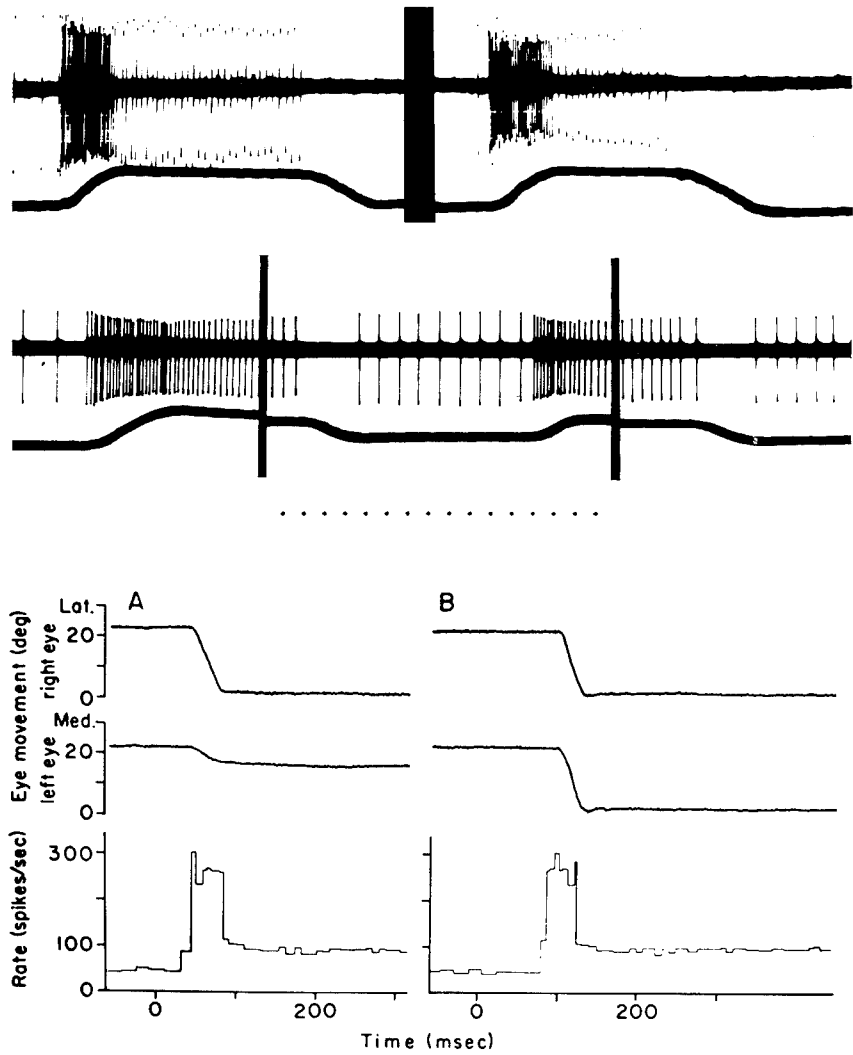 A
B
Lat.
20
0
Med.
20
0
Eye movement (deg)
right eye
left eye
300
100
0
Rate (spikes/sec)
0
200
0
200
Time (msec)